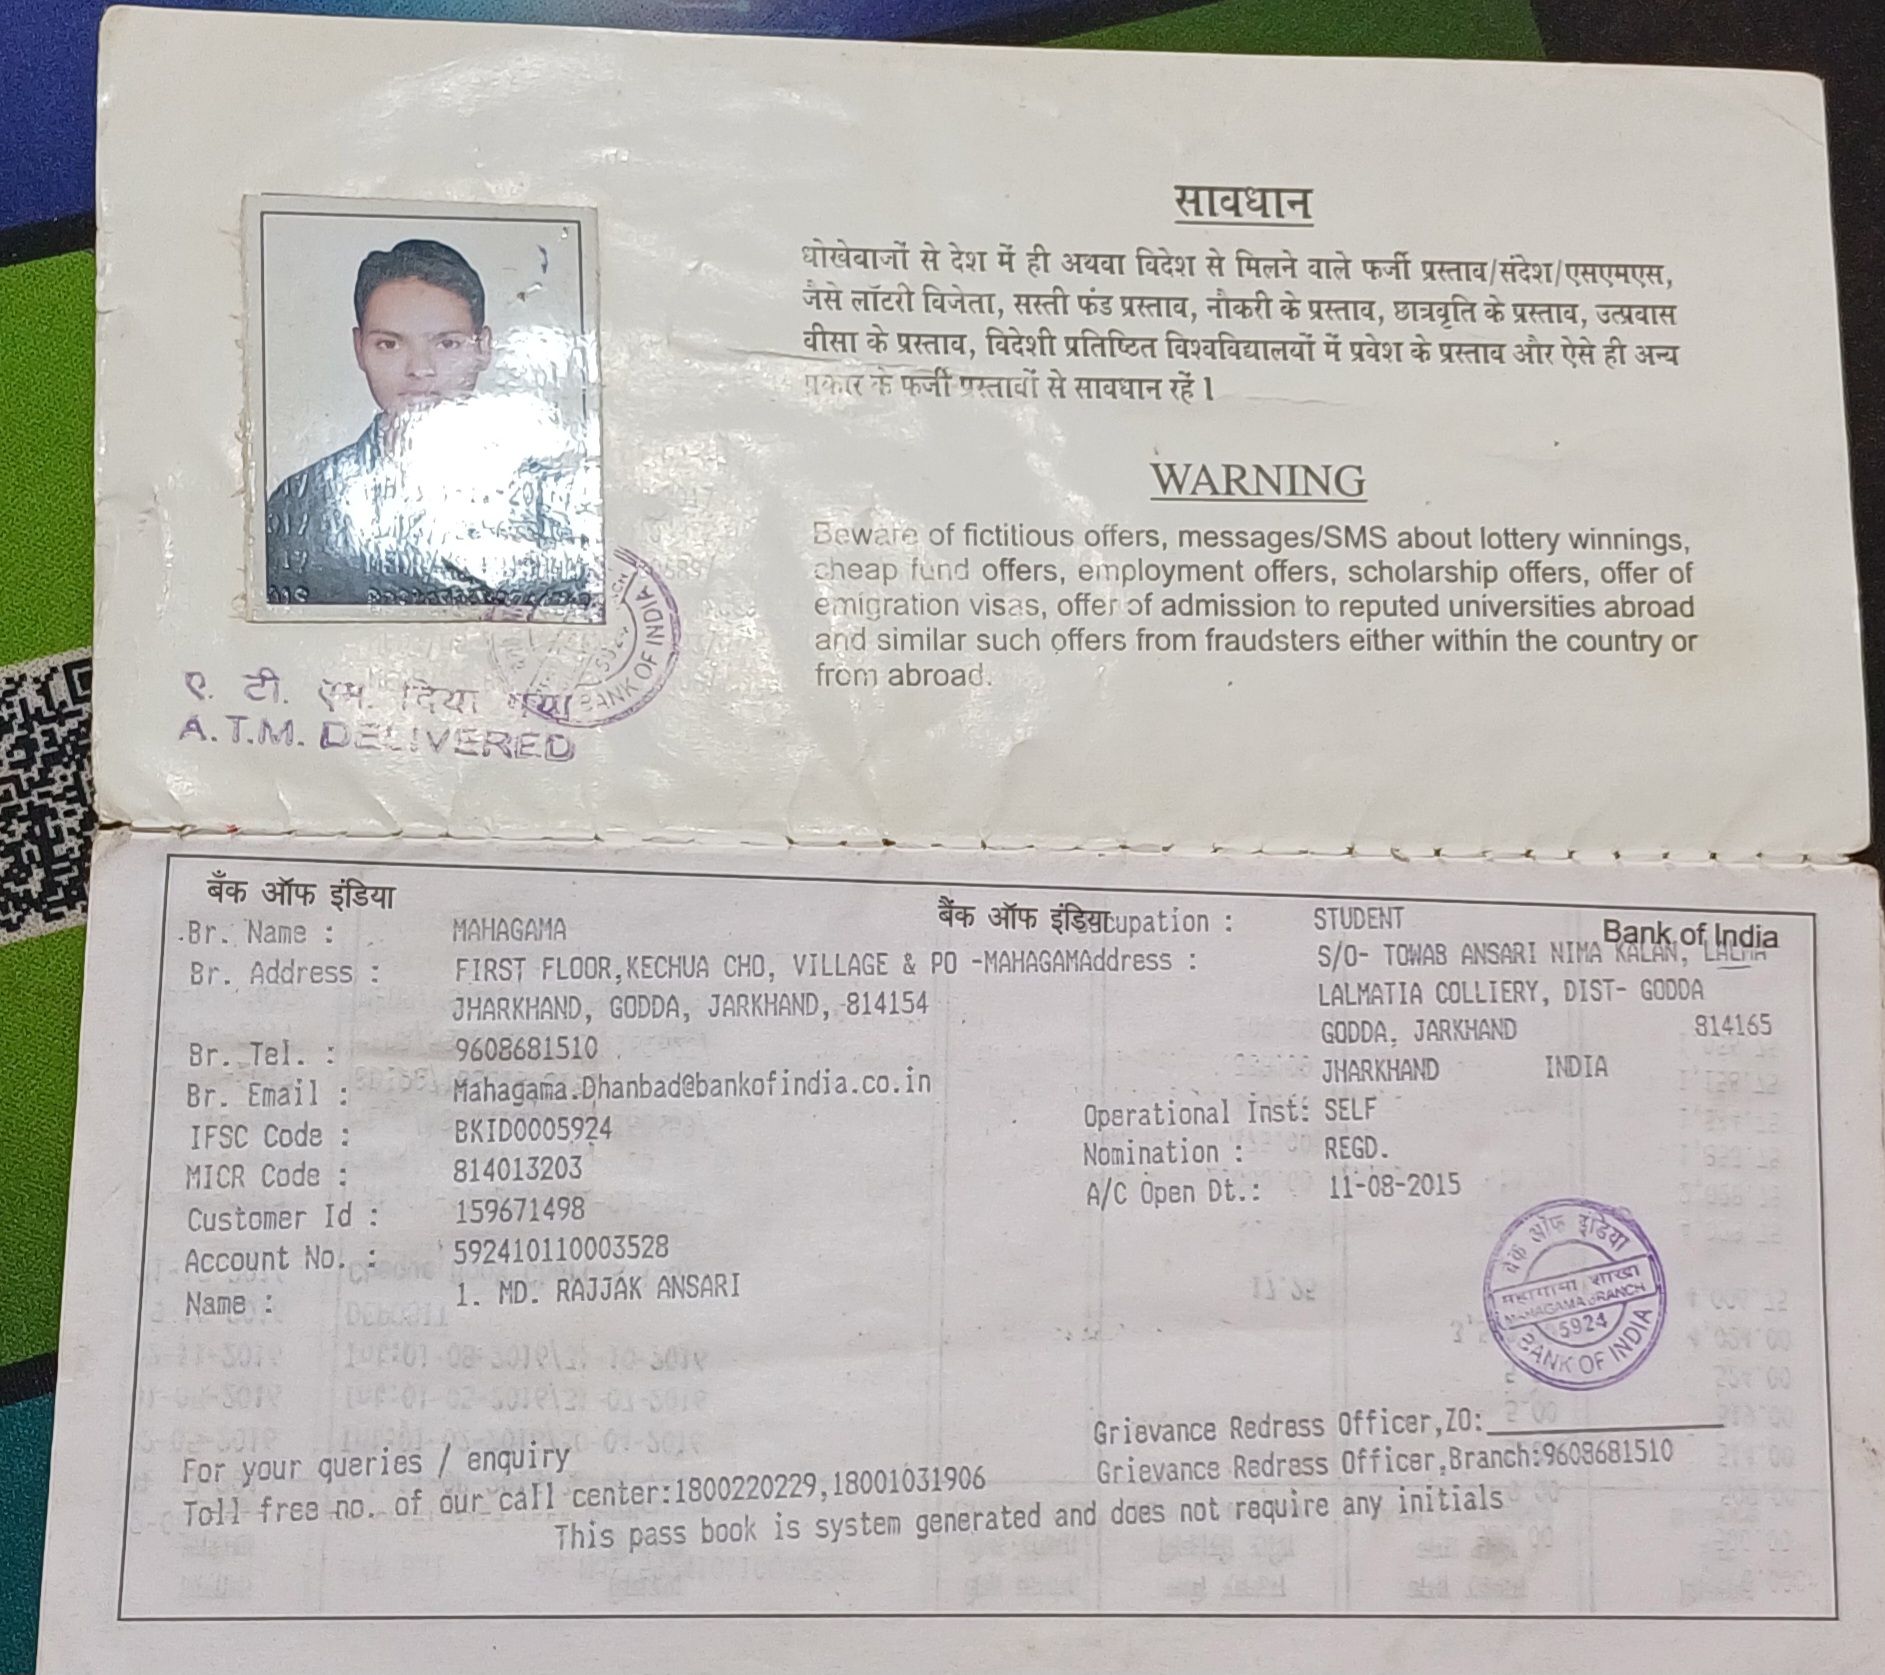 सावधान
धोखेबाजों से देश में ही अथवा विदेश से मिलने वाले फर्जी प्रस्ताव/संदेश/एसएमएस,
जैसे लॉटरी विजेता, सस्ती फंड प्रस्ताव, नौकरी के प्रस्ताव, छात्रवृति के प्रस्ताव, उत्प्रवास
वीसा के प्रस्ताव, विदेशी प्रतिष्ठित विश्वविद्यालयों में प्रवेश के प्रस्ताव और ऐसे ही अन्य
प्रकार के फर्जी प्रस्तावों से सावधान रहें।
WARNING
Beware of fictitious offers, messages/SMS about lottery winnings,
cheap fund offers, employment offers, scholarship offers, offer of
emigration visas, offer of admission to reputed universities abroad
and similar such offers from fraudsters either within the country or
from abroad.
BANK OF INDIA
ए. टी. एम. दिया गया
A.T.M. DELIVERED
बैंक ऑफ इंडिया
बैंक ऑफ इंडिया
Bank of India
Br. Name : MAHAGAMA
cupation : STUDENT
Br. Address : FIRST FLOOR,KECHUA CHO, VILLAGE & PO -MAHAGAMAddress : S/O- TOWAB ANSARI NIMA KALAN, LALMA
JHARKHAND, GODDA, JARKHAND, 814154
LALMATIA COLLIERY, DIST- GODDA
GODDA, JARKHAND 814165
JHARKHAND INDIA
Br. Tel. : 9608681510
Br. Email : Mahagama.Dhanbad@bankofindia.co.in
Operational Inst: SELF
IFSC Code : BKID0005924
Nomination : REGD.
MICR Code : 814013203
A/C Open Dt.: 11-08-2015
Customer Id : 159671498
Account No. : 592410110003528
Name : 1. MD. RAJJAK ANSARI
बैंक ऑफ इंडिया
महागामा शाखा
MAHAGAMA BRANCH
5924
BANK OF INDIA
Grievance Redress Officer,ZO:
For your queries / enquiry
Grievance Redress Officer,Branch:9608681510
Toll free no. of our call center:1800220229,18001031906
This pass book is system generated and does not require any initials